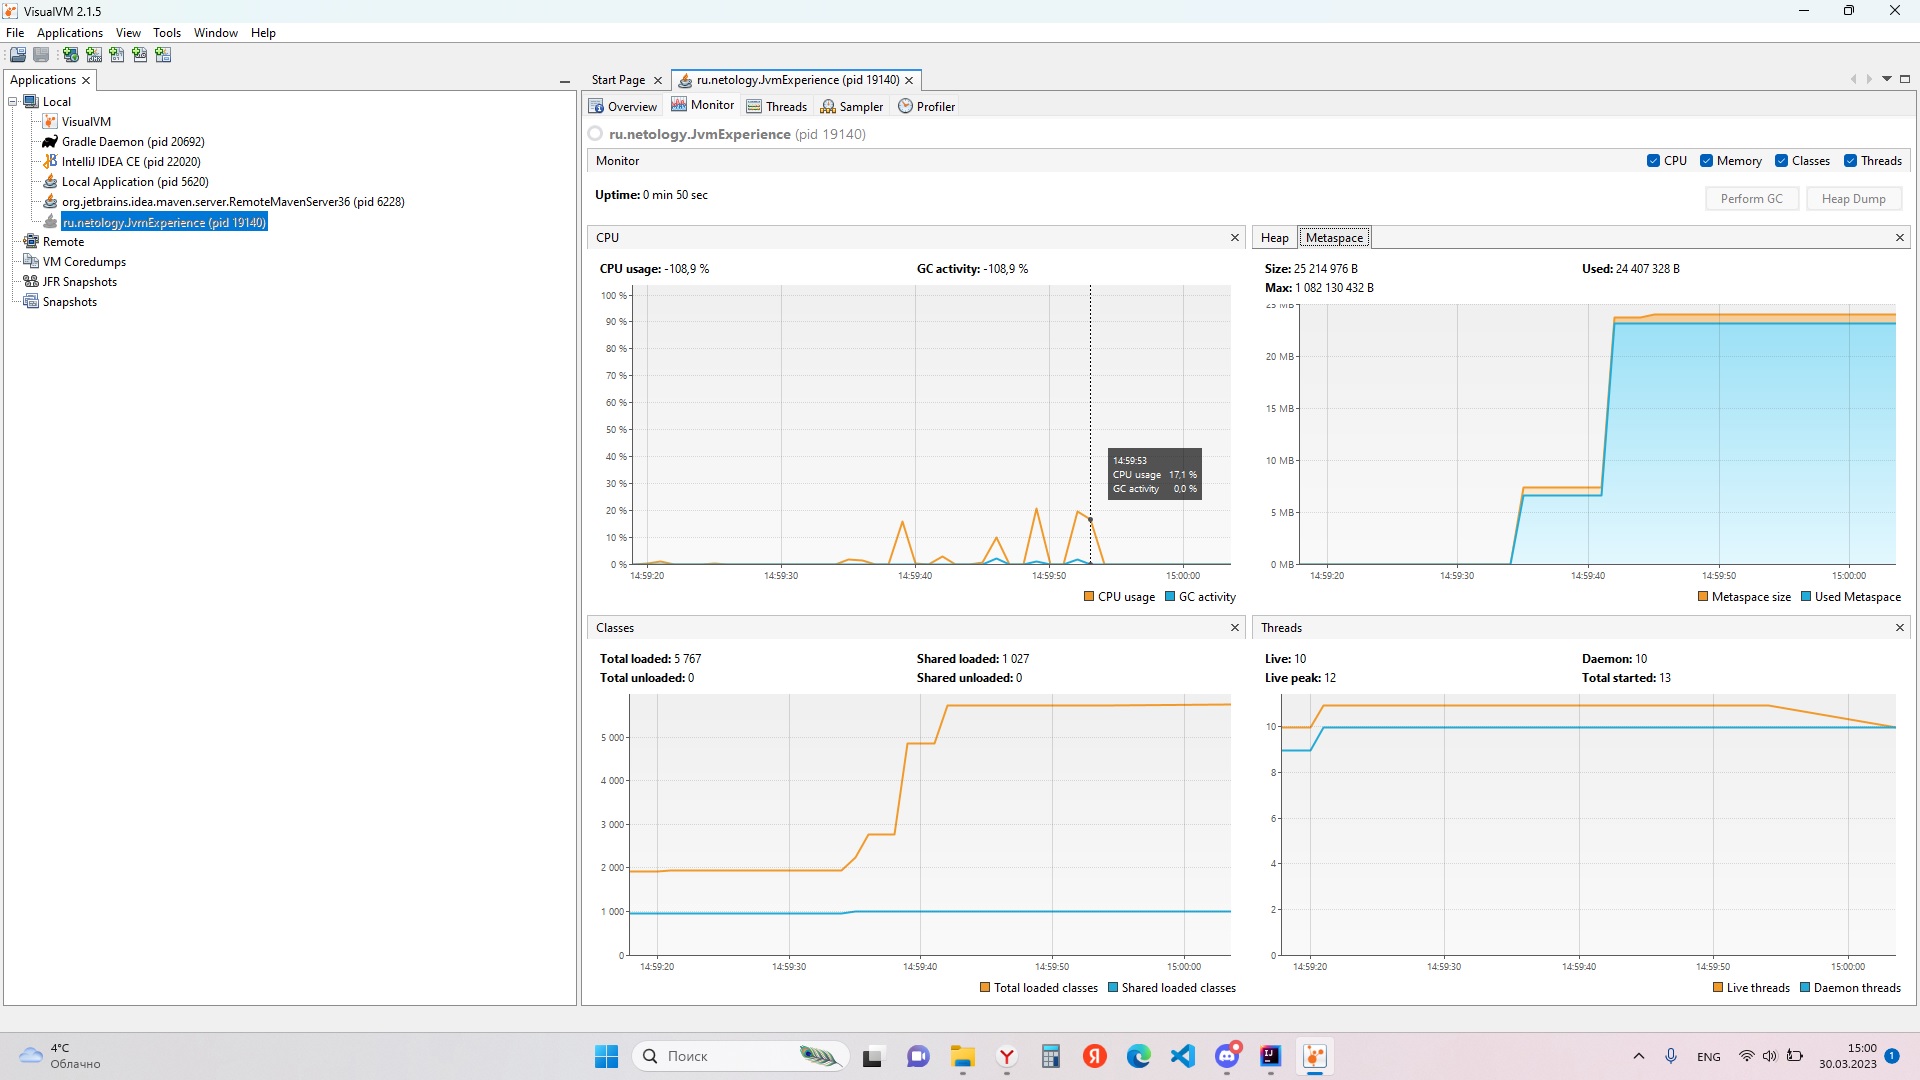 VisualVM 2.1.5
File Applications View Tools Window Help
Applications
Local
VisualVM
Gradle Daemon (pid 20692)
IntelliJ IDEA CE (pid 22020)
Local Application (pid 5620)
org.jetbrains.idea.maven.server.RemoteMavenServer36 (pid 6228)
ru.netology.JvmExperience (pid 19140)
Remote
VM Coredumps
JFR Snapshots
Snapshots
Start Page ru.netology.JvmExperience (pid 19140)
Overview Monitor Threads Sampler Profiler
ru.netology.JvmExperience (pid 19140)
Monitor CPU Memory Classes Threads
Uptime: 0 min 50 sec
Perform GC Heap Dump
CPU
CPU usage: -108,9 % GC activity: -108,9 %
100 %
90 %
80 %
70 %
60 %
50 %
40 %
30 %
20 %
10 %
0 %
14:59:53
CPU usage 17,1 %
GC activity 0,0 %
14:59:20 14:59:30 14:59:40 14:59:50 15:00:00
CPU usage GC activity
Heap Metaspace
Size: 25 214 976 B Used: 24 407 328 B
Max: 1 082 130 432 B
25 MB
20 MB
15 MB
10 MB
5 MB
0 MB
14:59:20 14:59:30 14:59:40 14:59:50 15:00:00
Metaspace size Used Metaspace
Classes
Total loaded: 5 767 Shared loaded: 1 027
Total unloaded: 0 Shared unloaded: 0
5 000
4 000
3 000
2 000
1 000
0
14:59:20 14:59:30 14:59:40 14:59:50 15:00:00
Total loaded classes Shared loaded classes
Threads
Live: 10 Daemon: 10
Live peak: 12 Total started: 13
10
8
6
4
2
0
14:59:20 14:59:30 14:59:40 14:59:50 15:00:00
Live threads Daemon threads
4°C
Облачно
Поиск
ENG
15:00
30.03.2023
1